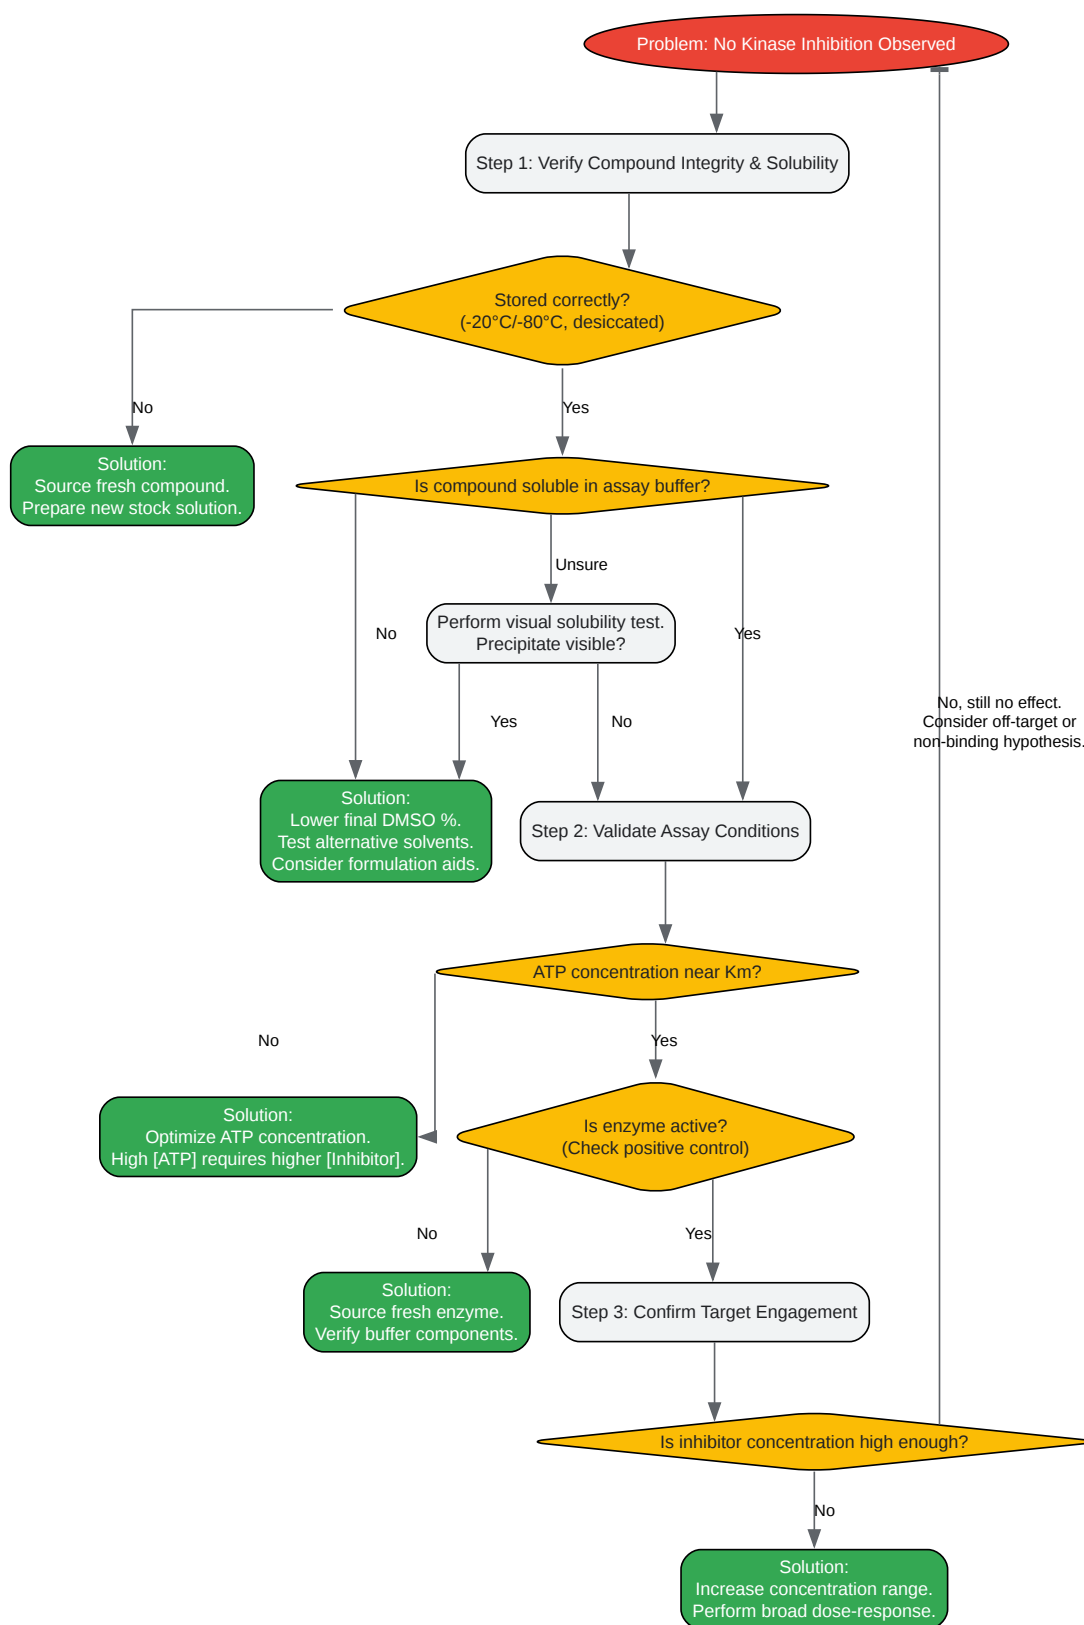 Problem: No Kinase Inhibition Observed
Step 1: Verify Compound Integrity & Solubility
Stored correctly?
(-20°C/-80°C, desiccated)
No
Yes
Solution:
Source fresh compound.
Prepare new stock solution.
Is compound soluble in assay buffer?
Unsure
Perform visual solubility test.
Precipitate visible?
No
Yes
Yes
No
No, still no effect.
Consider off-target or
non-binding hypothesis.
Solution:
Lower final DMSO %.
Test alternative solvents.
Consider formulation aids.
Step 2: Validate Assay Conditions
ATP concentration near Km?
No
Yes
Solution:
Optimize ATP concentration.
High [ATP] requires higher [Inhibitor].
Is enzyme active?
(Check positive control)
No
Yes
Solution:
Source fresh enzyme.
Verify buffer components.
Step 3: Confirm Target Engagement
Is inhibitor concentration high enough?
No
Solution:
Increase concentration range.
Perform broad dose-response.